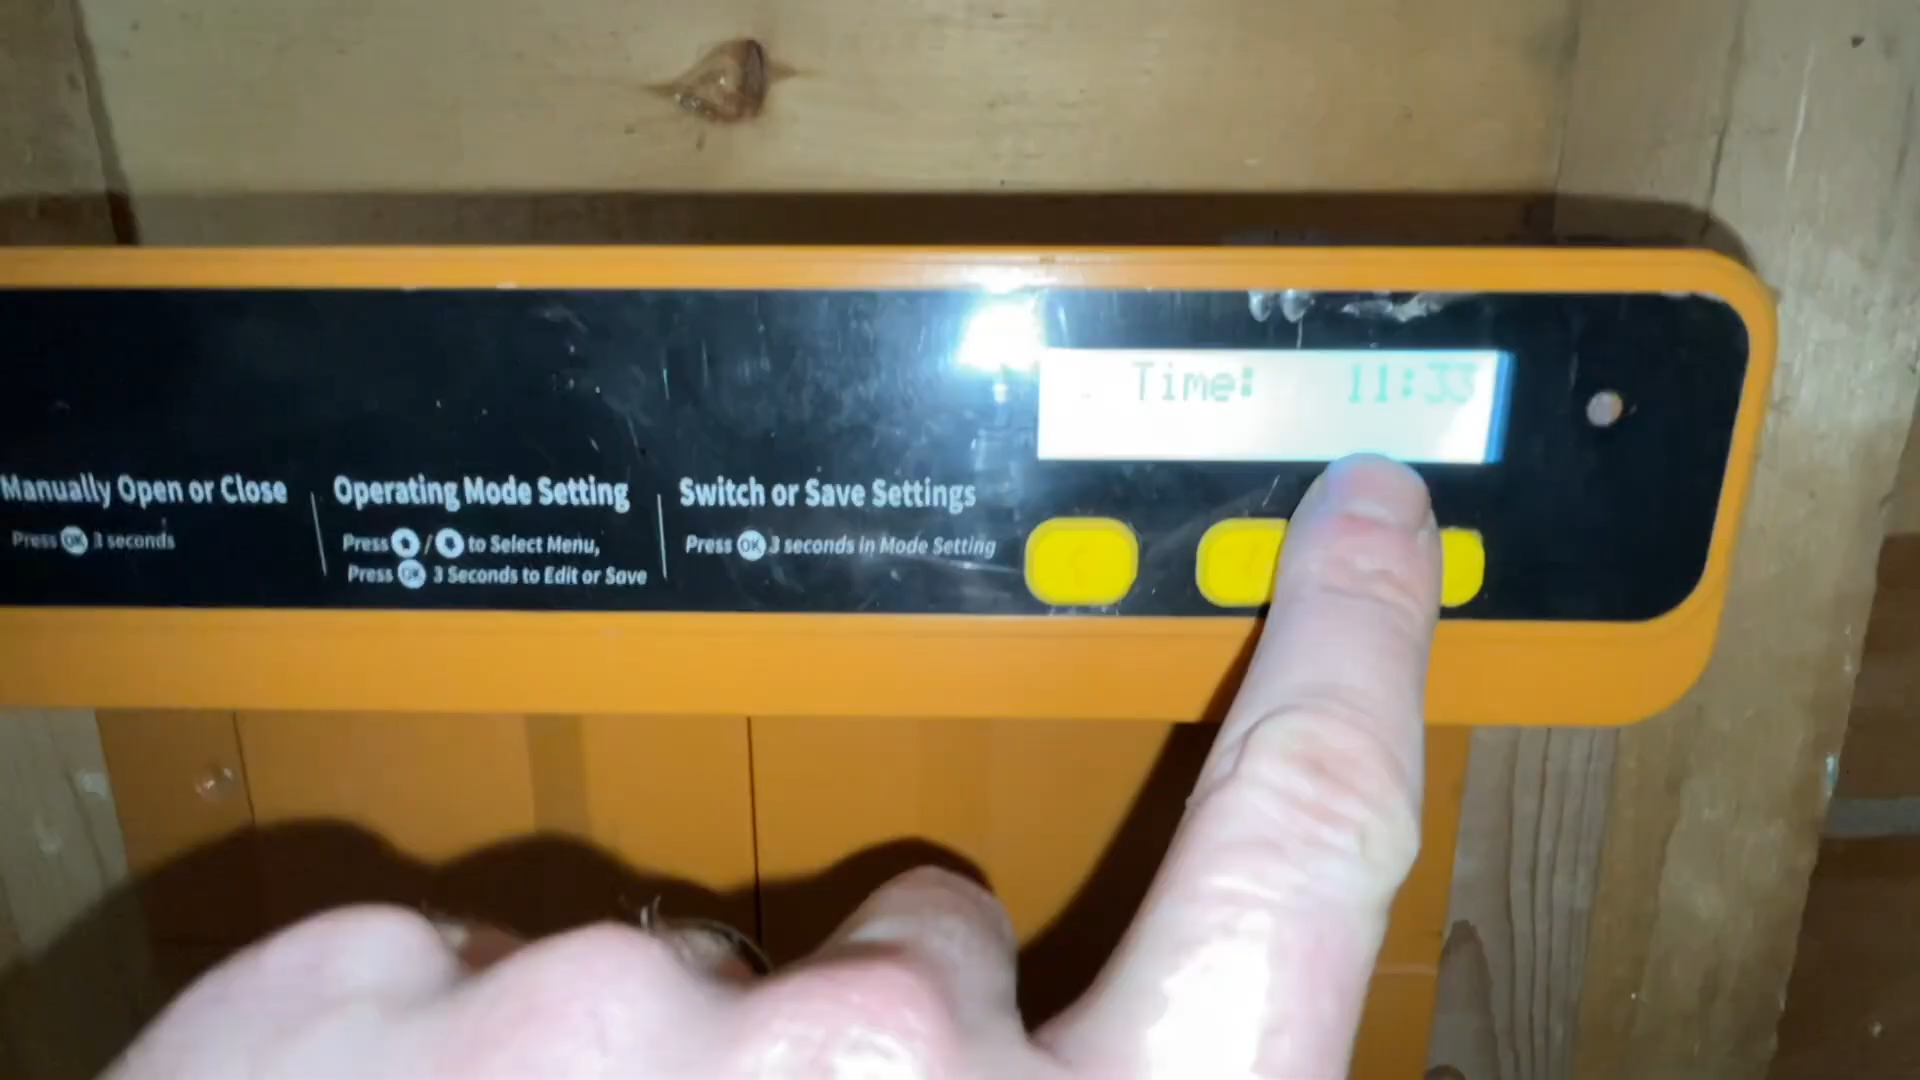 Time: 11:33
Manually Open or Close
Press OK 3 seconds
Operating Mode Setting
Press / to Select Menu,
Press OK 3 Seconds to Edit or Save
Switch or Save Settings
Press OK 3 seconds in Mode Setting